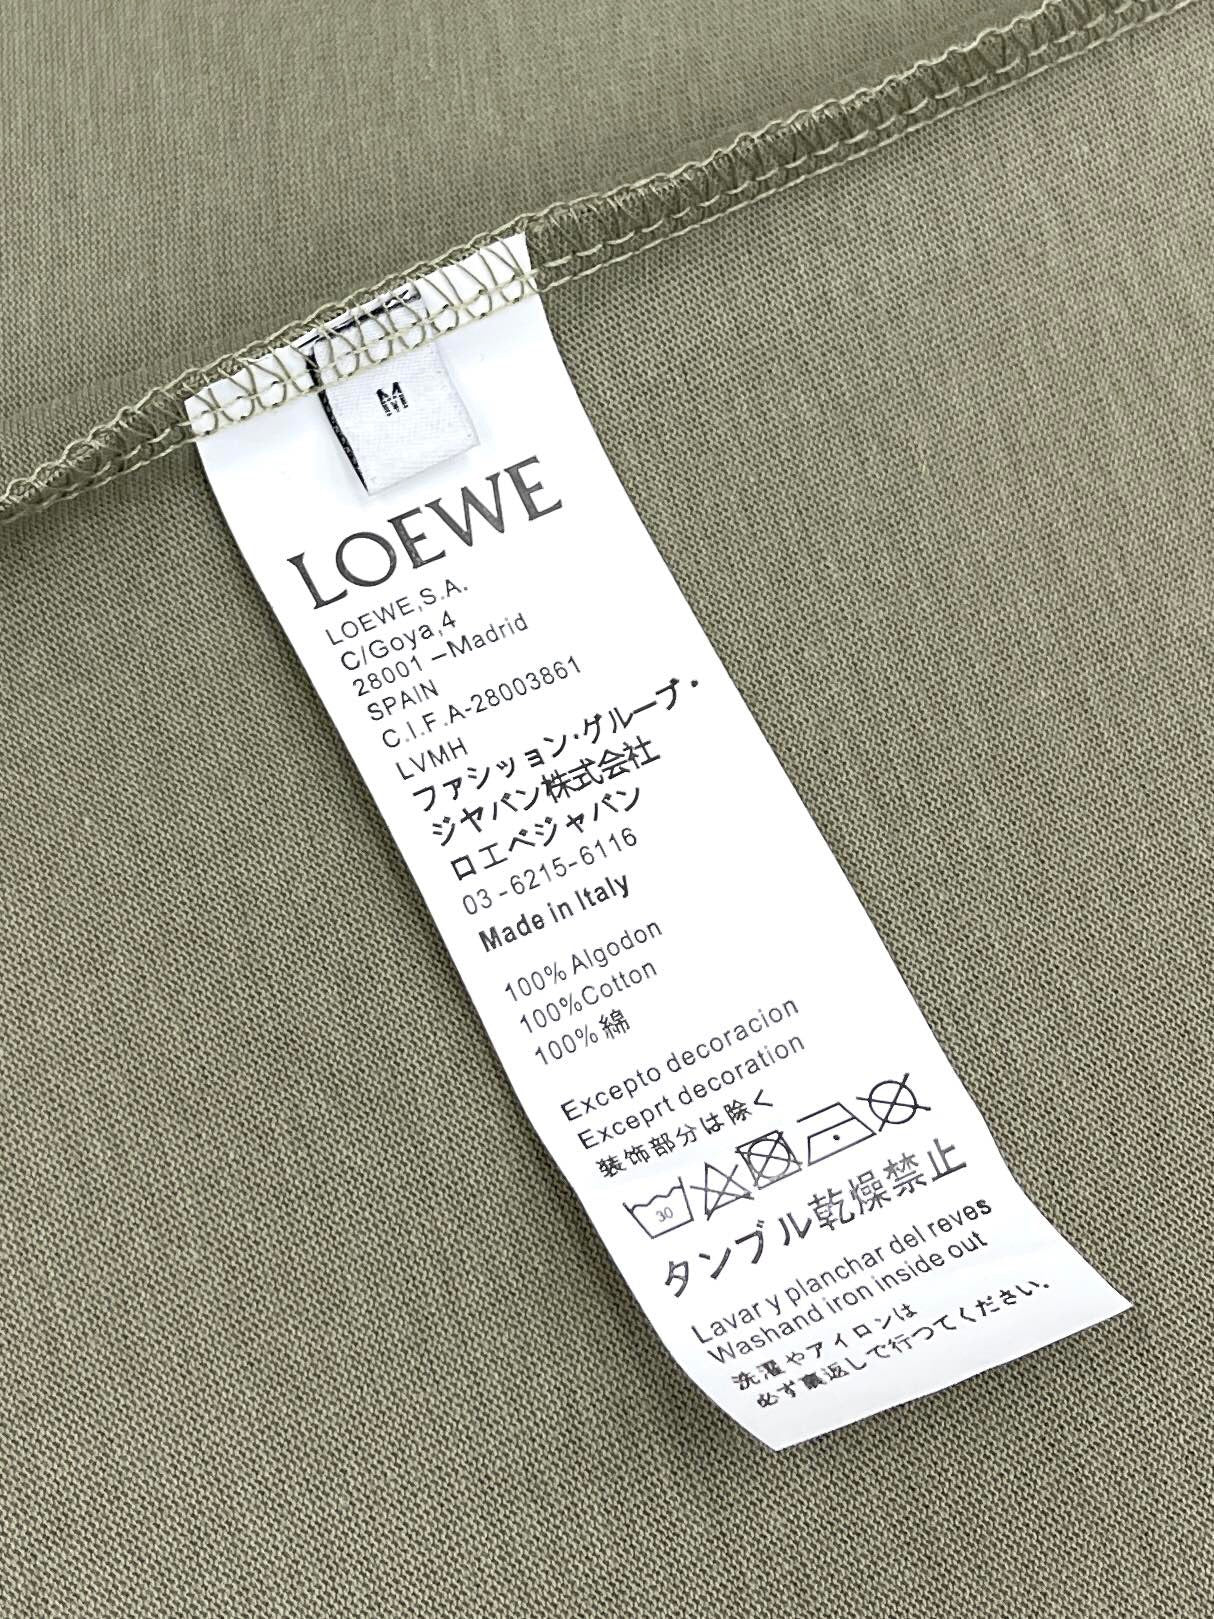 M
LOEWE
LOEWE,S.A.
C/Goya,4
28001 –Madrid
SPAIN
C.I.F.A-28003861
LVMH
ファシッョン·グループ・
ジヤバン株式会社
ロエベジャバン
03-6215-6116
Made in Italy
100% Algodon
100%Cotton
100% 綿
Excepto decoracion
Exceprt decoration
装飾部分は除く
30
タンブル乾燥禁止
Lavar y planchar del reves
Washand iron inside out
洗濯やアイロンは
必ず裏返して行つてください.